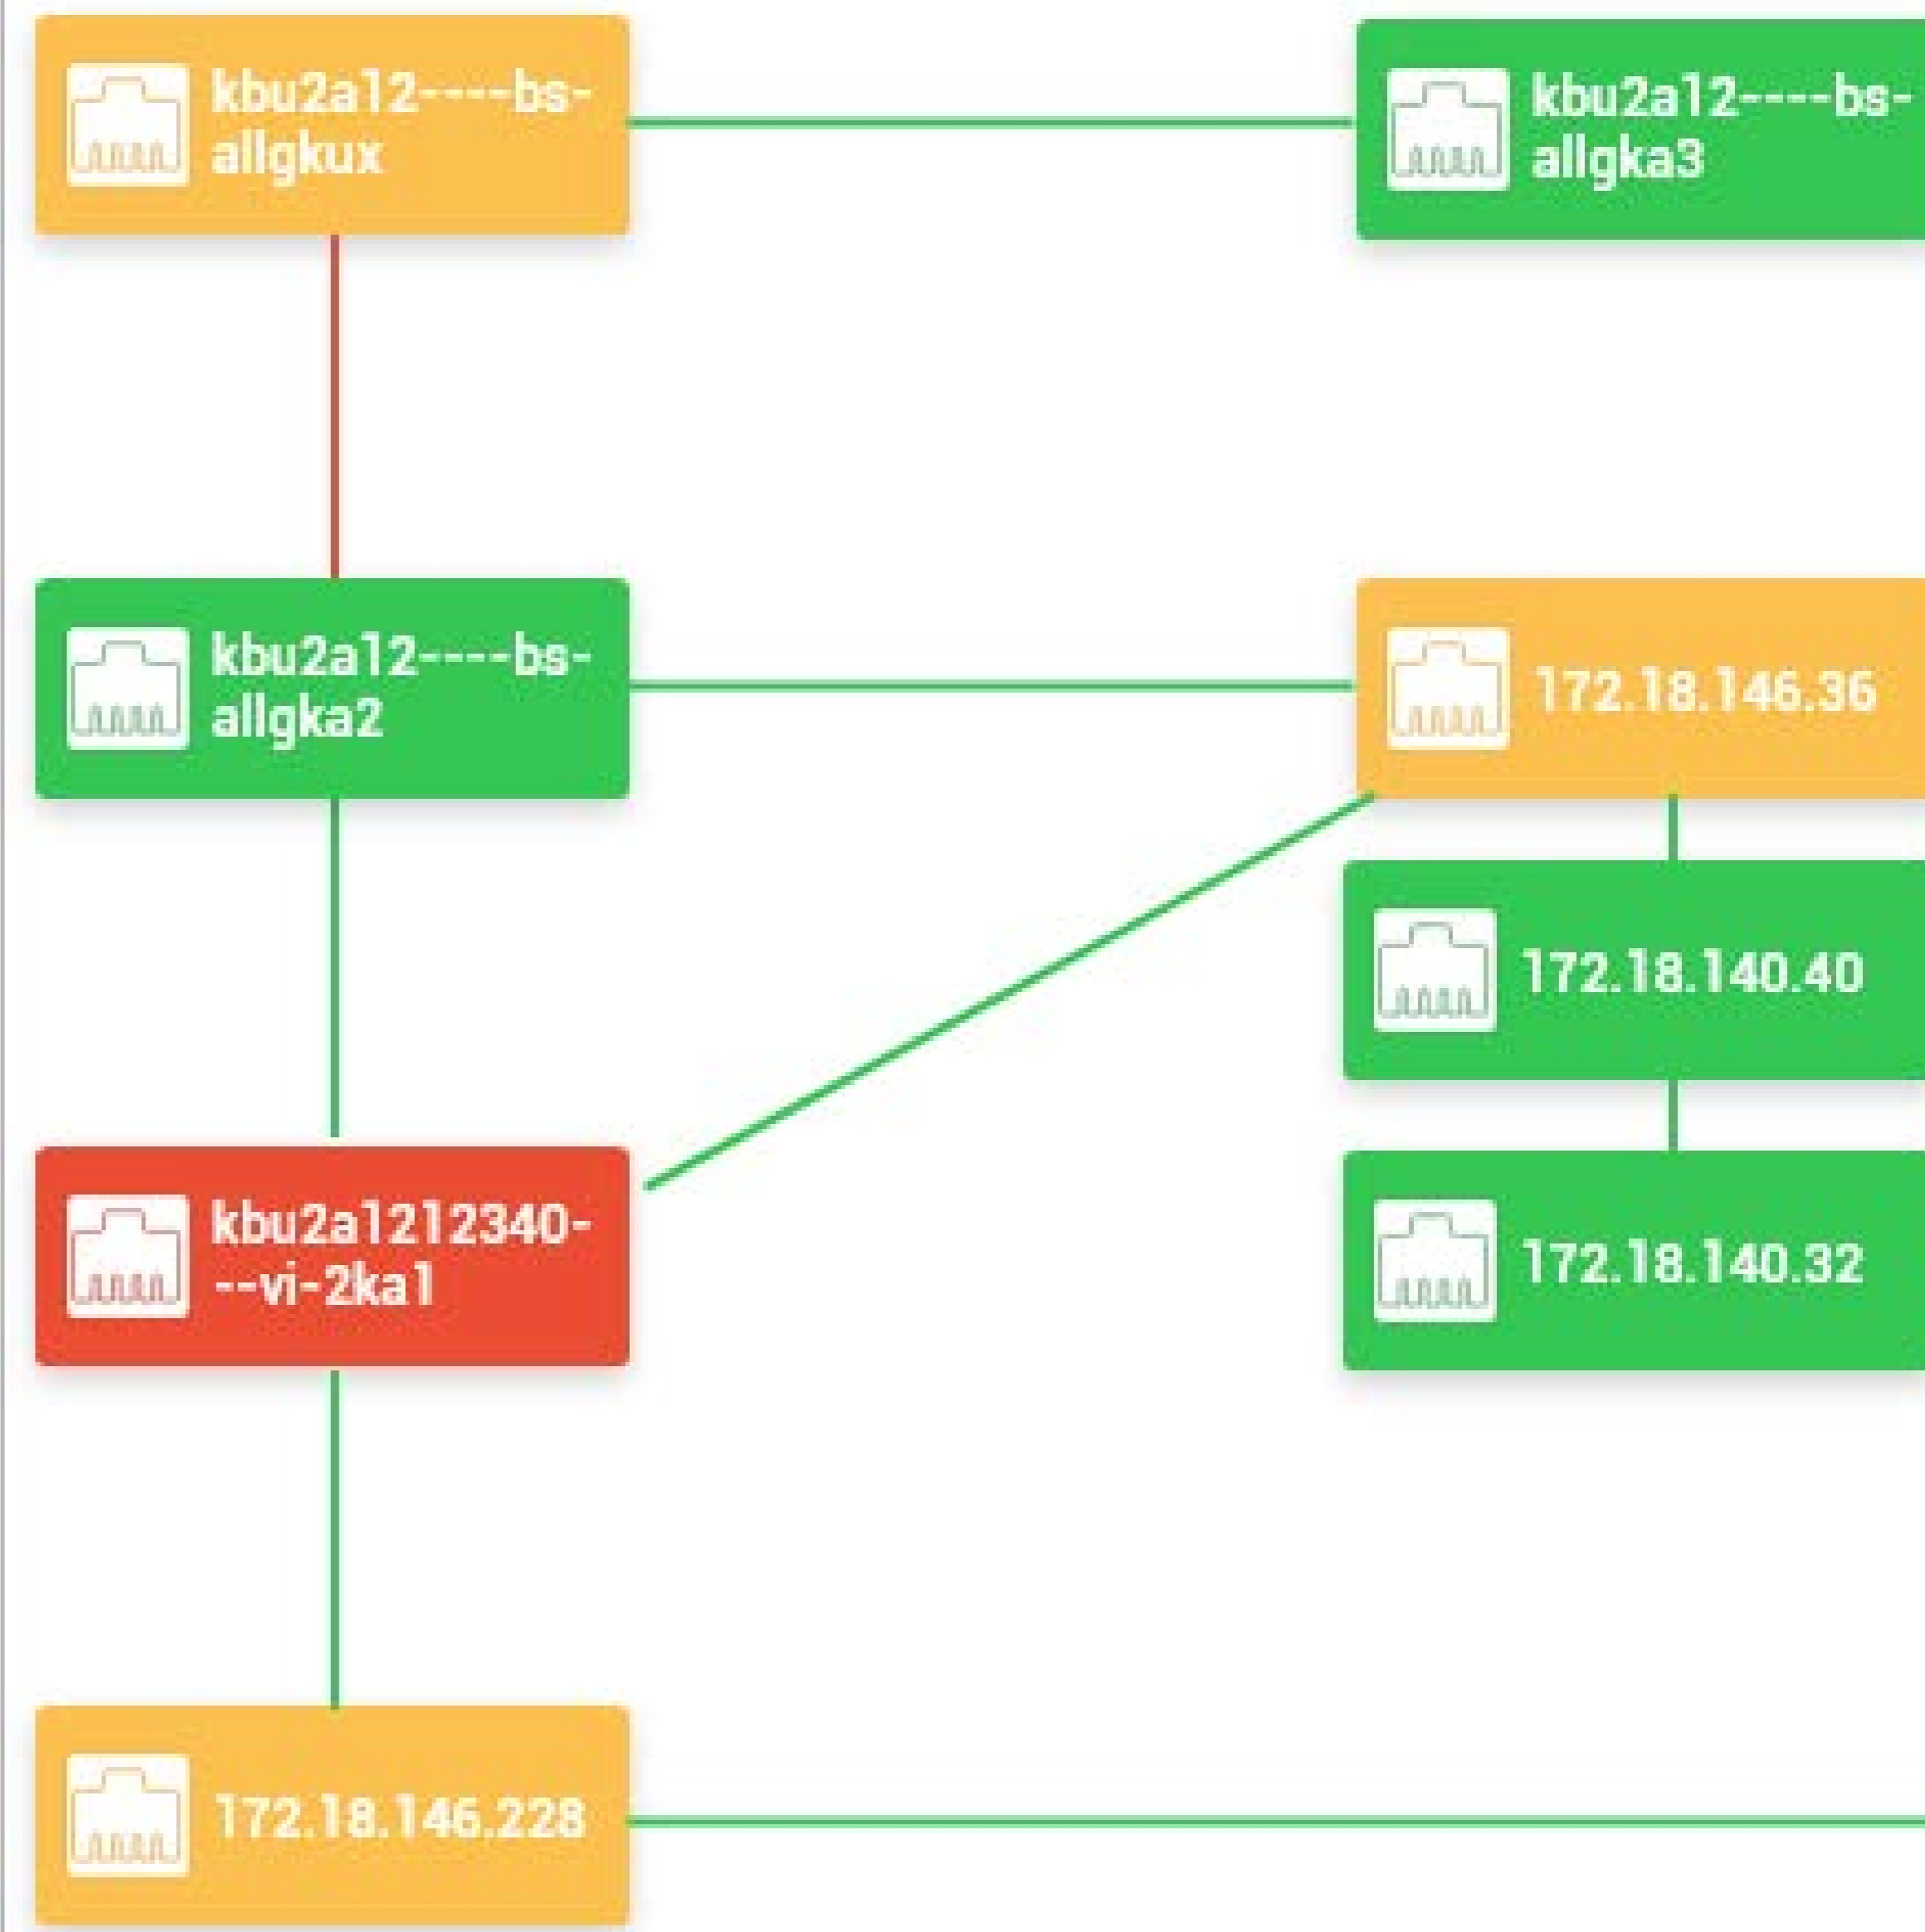 kbu2a12----bs-
allgkux
kbu2a12----bs-
allgka3
kbu2a12----bs-
allgka2
172.18.146.36
172.18.140.40
kbu2a1212340-
--vi-2ka1
172.18.140.32
172.18.146.228